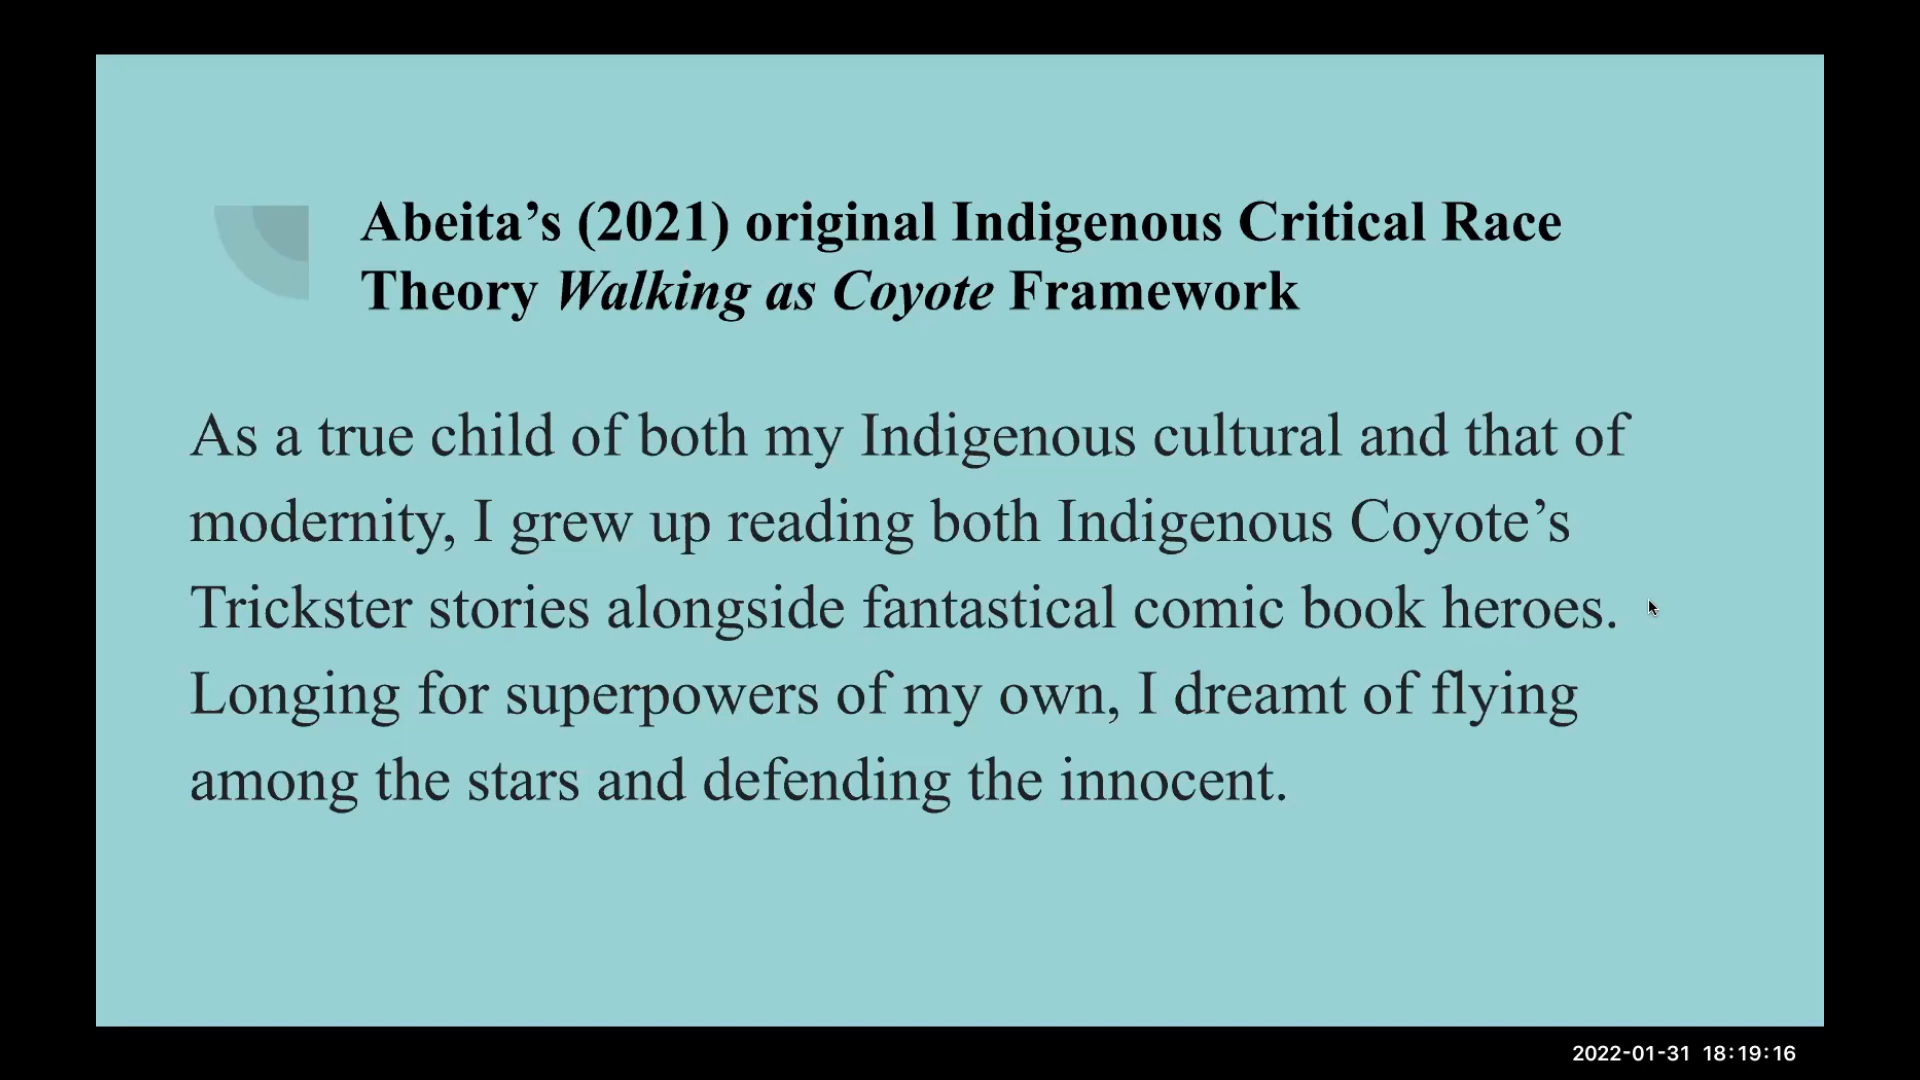 Abeita’s (2021) original Indigenous Critical Race
Theory Walking as Coyote Framework
As a true child of both my Indigenous cultural and that of
modernity, I grew up reading both Indigenous Coyote’s
Trickster stories alongside fantastical comic book heroes.
Longing for superpowers of my own, I dreamt of flying
among the stars and defending the innocent.
2022-01-31 18:19:16